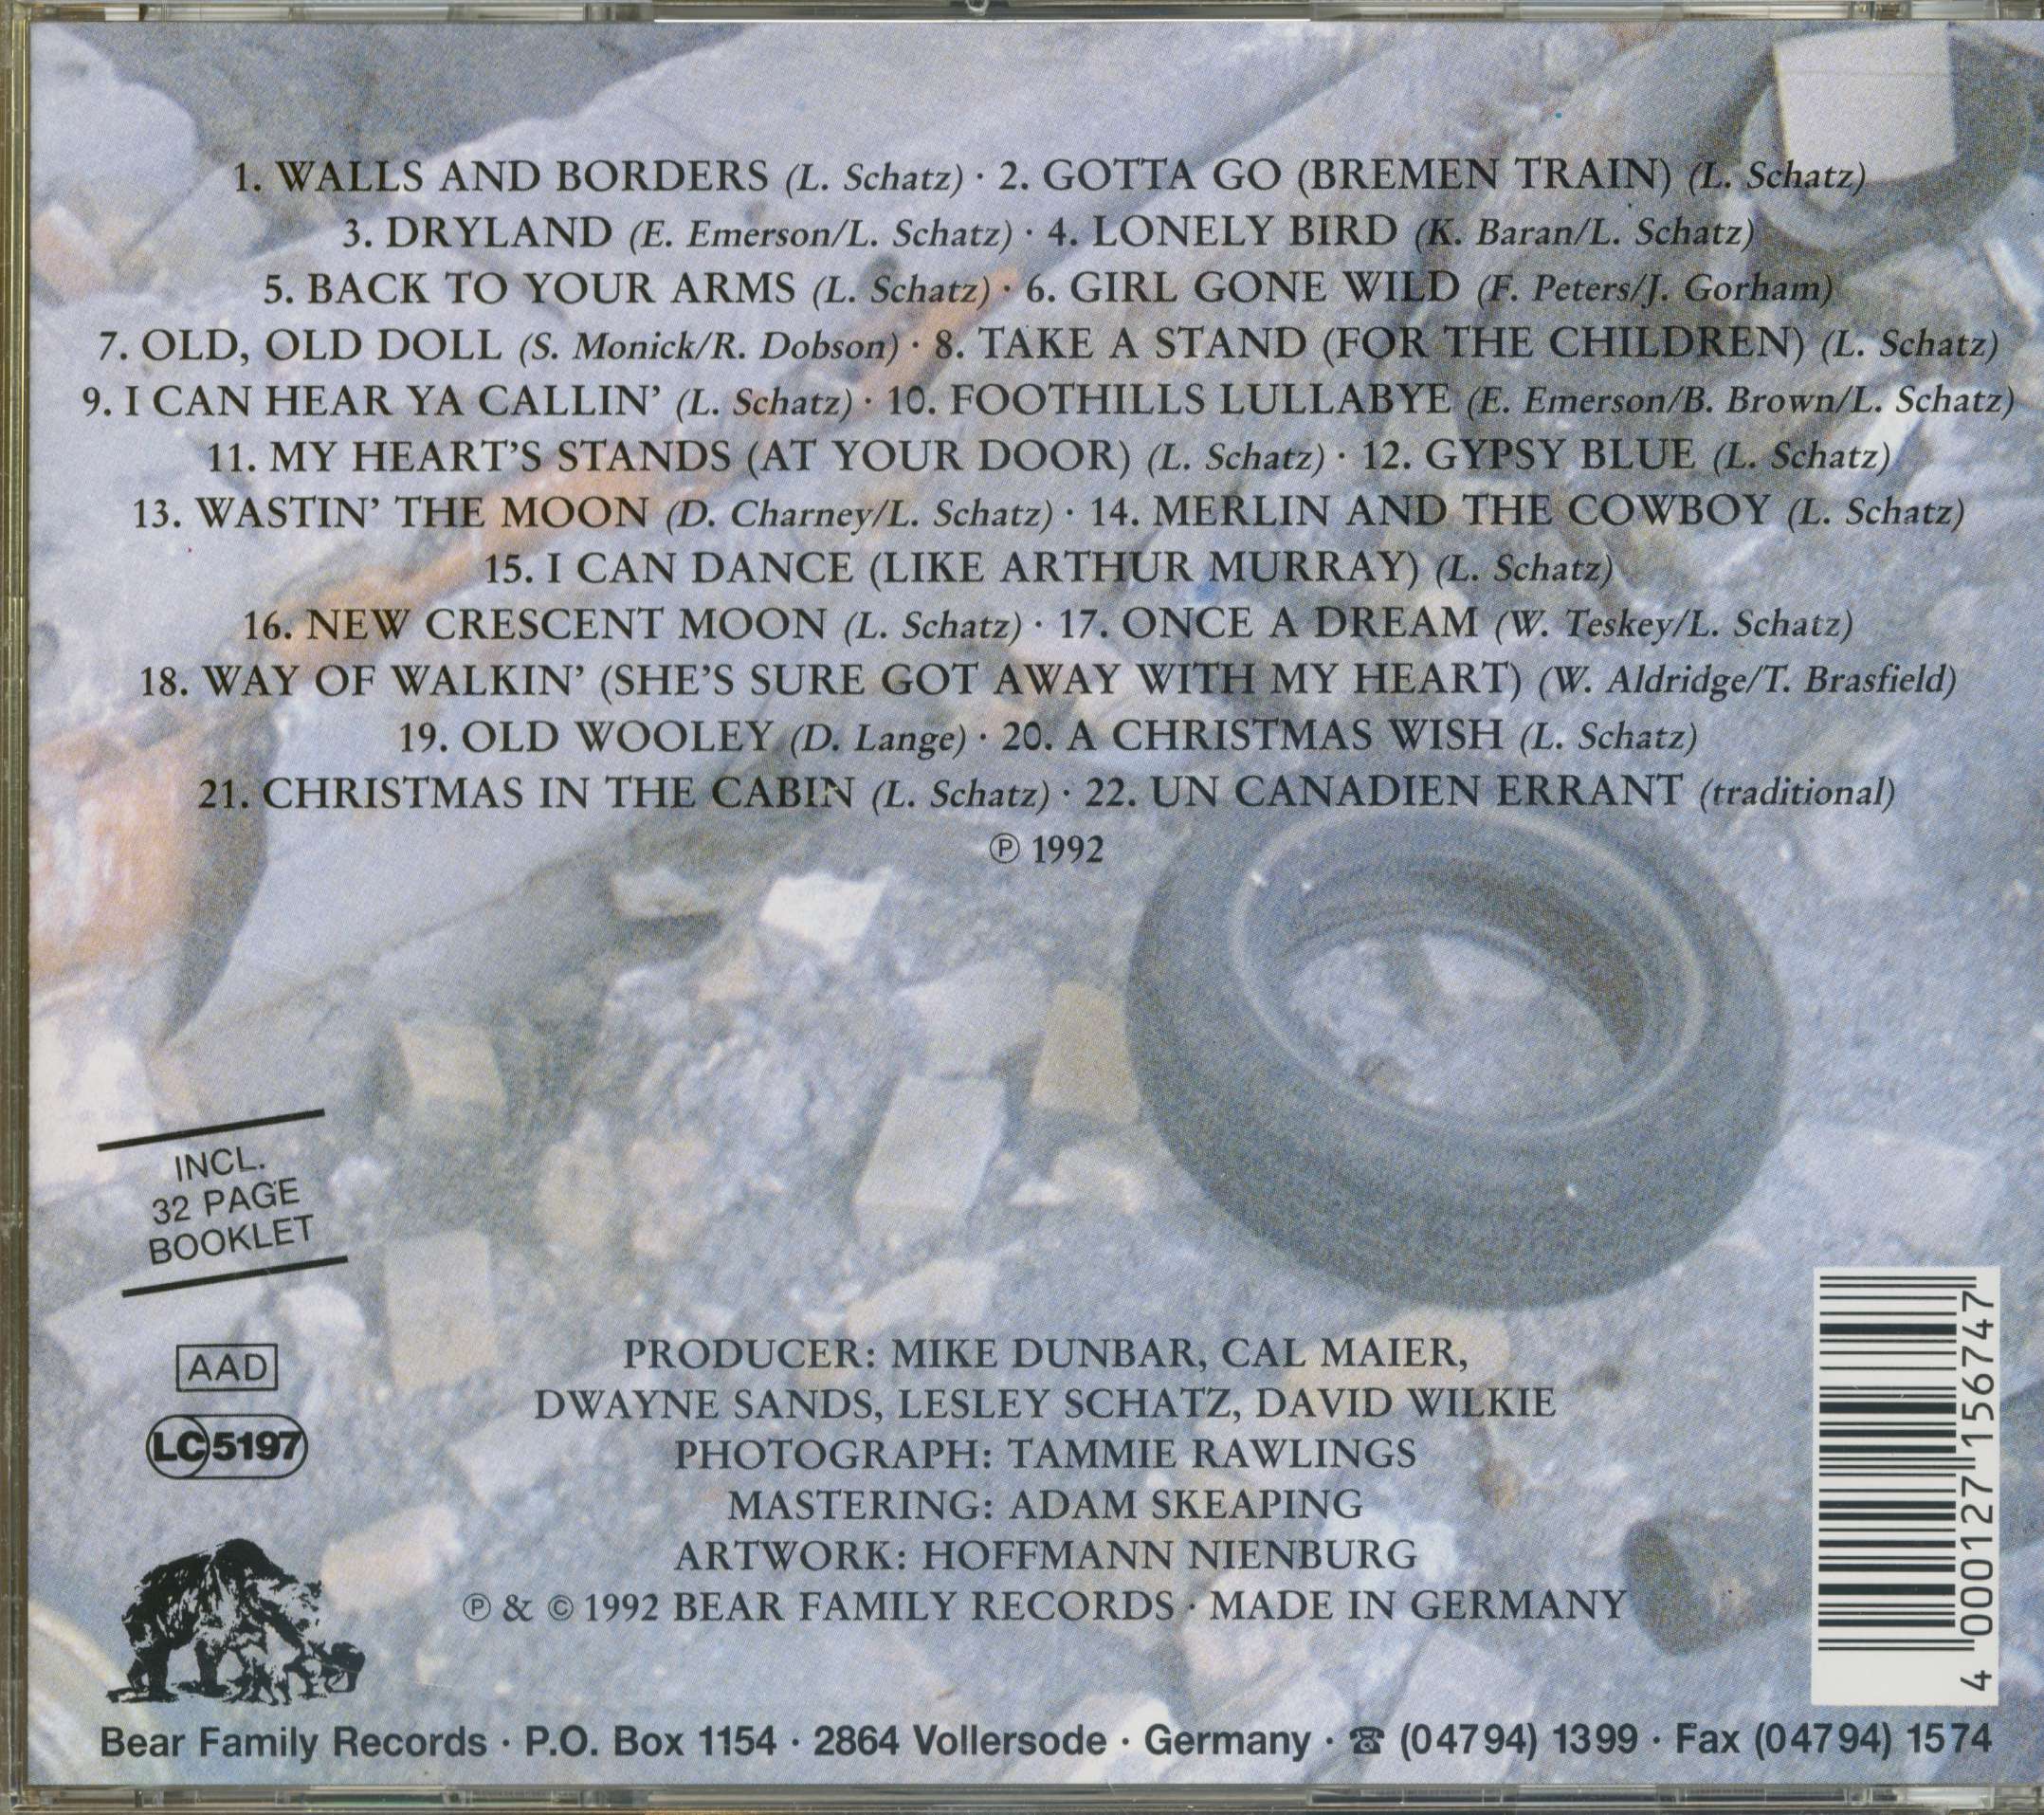 1. WALLS AND BORDERS (L. Schatz) · 2. GOTTA GO (BREMEN TRAIN) (L. Schatz)
3. DRYLAND (E. Emerson/L. Schatz) · 4. LONELY BIRD (K. Baran/L. Schatz)
5. BACK TO YOUR ARMS (L. Schatz) · 6. GIRL GONE WILD (F. Peters/J. Gorham)
7. OLD, OLD DOLL (S. Monick/R. Dobson) · 8. TAKE A STAND (FOR THE CHILDREN) (L. Schatz)
9. I CAN HEAR YA CALLIN’ (L. Schatz) · 10. FOOTHILLS LULLABYE (E. Emerson/B. Brown/L. Schatz)
11. MY HEART’S STANDS (AT YOUR DOOR) (L. Schatz) · 12. GYPSY BLUE (L. Schatz)
13. WASTIN’ THE MOON (D. Charney/L. Schatz) · 14. MERLIN AND THE COWBOY (L. Schatz)
15. I CAN DANCE (LIKE ARTHUR MURRAY) (L. Schatz)
16. NEW CRESCENT MOON (L. Schatz) · 17. ONCE A DREAM (W. Teskey/L. Schatz)
18. WAY OF WALKIN’ (SHE’S SURE GOT AWAY WITH MY HEART) (W. Aldridge/T. Brasfield)
19. OLD WOOLEY (D. Lange) · 20. A CHRISTMAS WISH (L. Schatz)
21. CHRISTMAS IN THE CABIN (L. Schatz) · 22. UN CANADIEN ERRANT (traditional)
℗ 1992
INCL.
32 PAGE
BOOKLET
AAD
LC 5197
PRODUCER: MIKE DUNBAR, CAL MAIER,
DWAYNE SANDS, LESLEY SCHATZ, DAVID WILKIE
PHOTOGRAPH: TAMMIE RAWLINGS
MASTERING: ADAM SKEAPING
ARTWORK: HOFFMANN NIENBURG
℗ & © 1992 BEAR FAMILY RECORDS · MADE IN GERMANY
4 000127 156747
Bear Family Records · P.O. Box 1154 · 2864 Vollersode · Germany · ☎ (04794) 1399 · Fax (04794) 1574